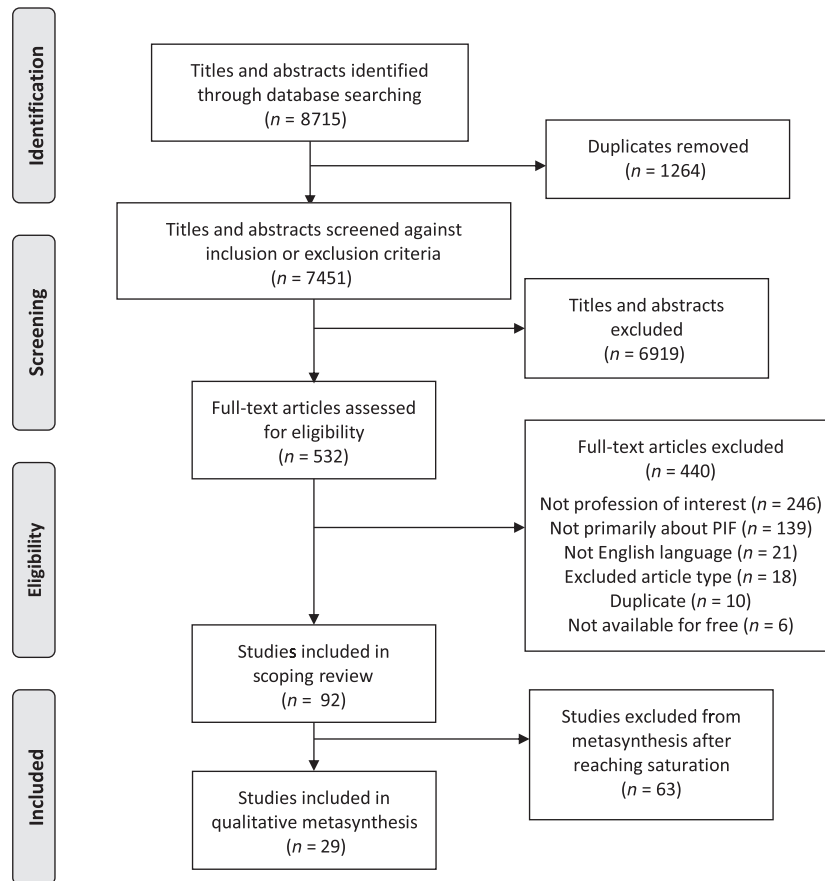 Identification
Titles and abstracts identified
through database searching
(n = 8715)
Duplicates removed
(n = 1264)
Titles and abstracts screened against
inclusion or exclusion criteria
(n = 7451)
Screening
Titles and abstracts
excluded
(n = 6919)
Full-text articles assessed
for eligibility
(n = 532)
Full-text articles excluded
(n = 440)
Not profession of interest (n = 246)
Not primarily about PIF (n = 139)
Not English language (n = 21)
Excluded article type (n = 18)
Duplicate (n = 10)
Not available for free (n = 6)
Eligibility
Studies included in
scoping review
(n = 92)
Studies excluded from
metasynthesis after
reaching saturation
(n = 63)
Included
Studies included in
qualitative metasynthesis
(n = 29)